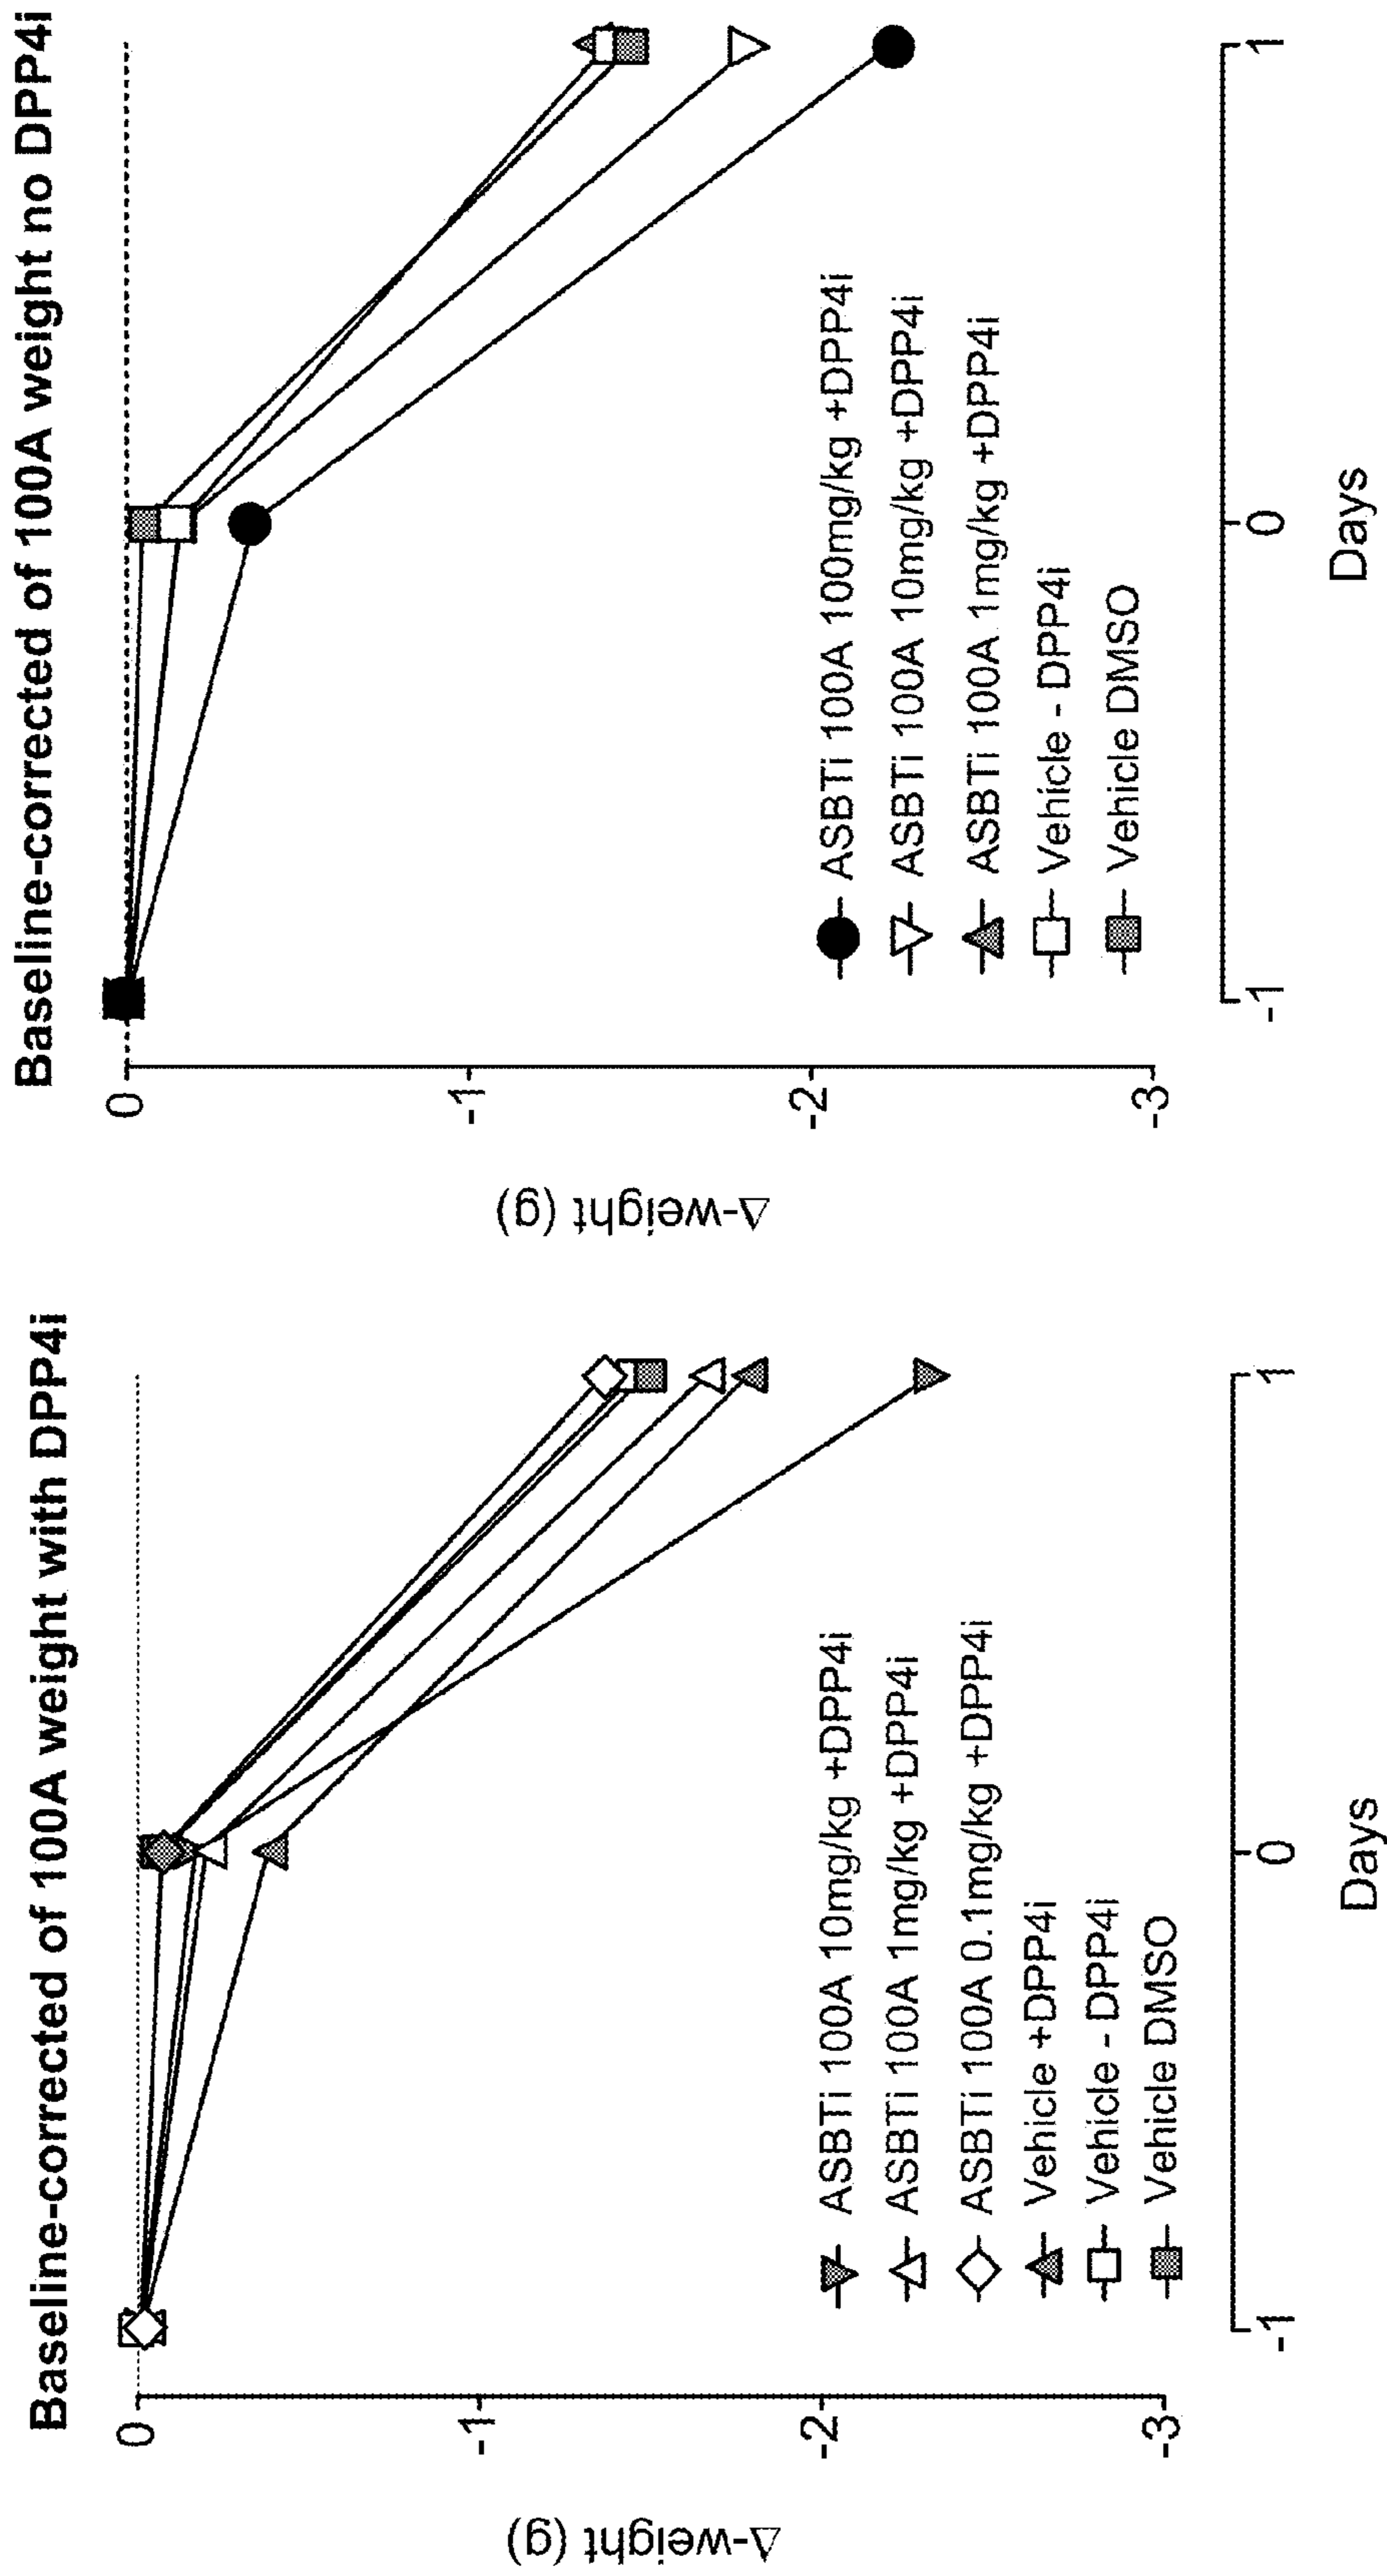 Baseline-corrected of 100A weight with DPP4i
0
-1
-2
-3
Δ-weight (g)
ASBTi 100A 10mg/kg +DPP4i
ASBTi 100A 1mg/kg +DPP4i
ASBTi 100A 0.1mg/kg +DPP4i
Vehicle +DPP4i
Vehicle - DPP4i
Vehicle DMSO
-1
0
1
Days
Baseline-corrected of 100A weight no DPP4i
0
-1
-2
-3
Δ-weight (g)
ASBTi 100A 100mg/kg +DPP4i
ASBTi 100A 10mg/kg +DPP4i
ASBTi 100A 1mg/kg +DPP4i
Vehicle - DPP4i
Vehicle DMSO
-1
0
1
Days